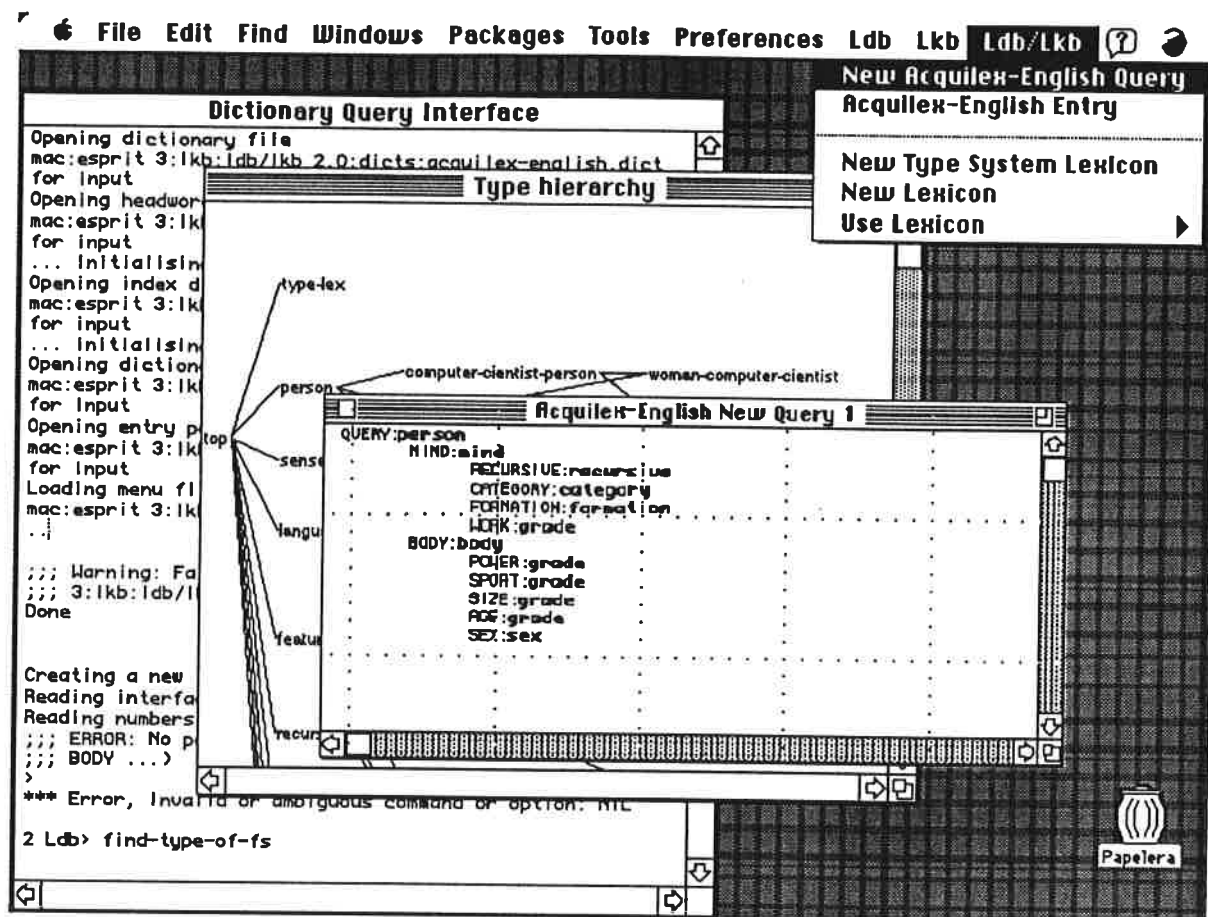 File Edit Find Windows Packages Tools Preferences Ldb Lkb Ldb/Lkb
New Acquilex-English Query
Acquilex-English Entry
New Type System Lexicon
New Lexicon
Use Lexicon
Dictionary Query Interface
Opening dictionary file
mac:esprit 3:lkb:ldb/lkb 2.0:dicts:acquilex-english.dict
for input
Opening headwor
mac:esprit 3:lk
for input
... Initialisin
Opening index d
mac:esprit 3:lk
for input
... initialisin
Opening diction
mac:esprit 3:lk
for Input
Opening entry p
mac:esprit 3:lk
for Input
Loading menu fi
mac:esprit 3:lk
..
;;; Warning: Fa
;;; 3:lkb:ldb/l
Done
Creating a new
Reading interfa
Reading numbers
;;; ERROR: No p
;;; BODY ...)
>
*** Error, Invalid or ambiguous command or option: NIL
2 Ldb> find-type-of-fs
Type hierarchy
type-lex
computer-cientist-person
woman-computer-cientist
person
top
sense
langu
featu
recurs
Acquilex-English New Query 1
QUERY:person
MIND:mind
RECURSIVE:recursive
CATEGORY:category
FORMATION:formation
WORK:grade
BODY:body
POWER:grade
SPORT:grade
SIZE:grade
AGE:grade
SEX:sex
Papelera